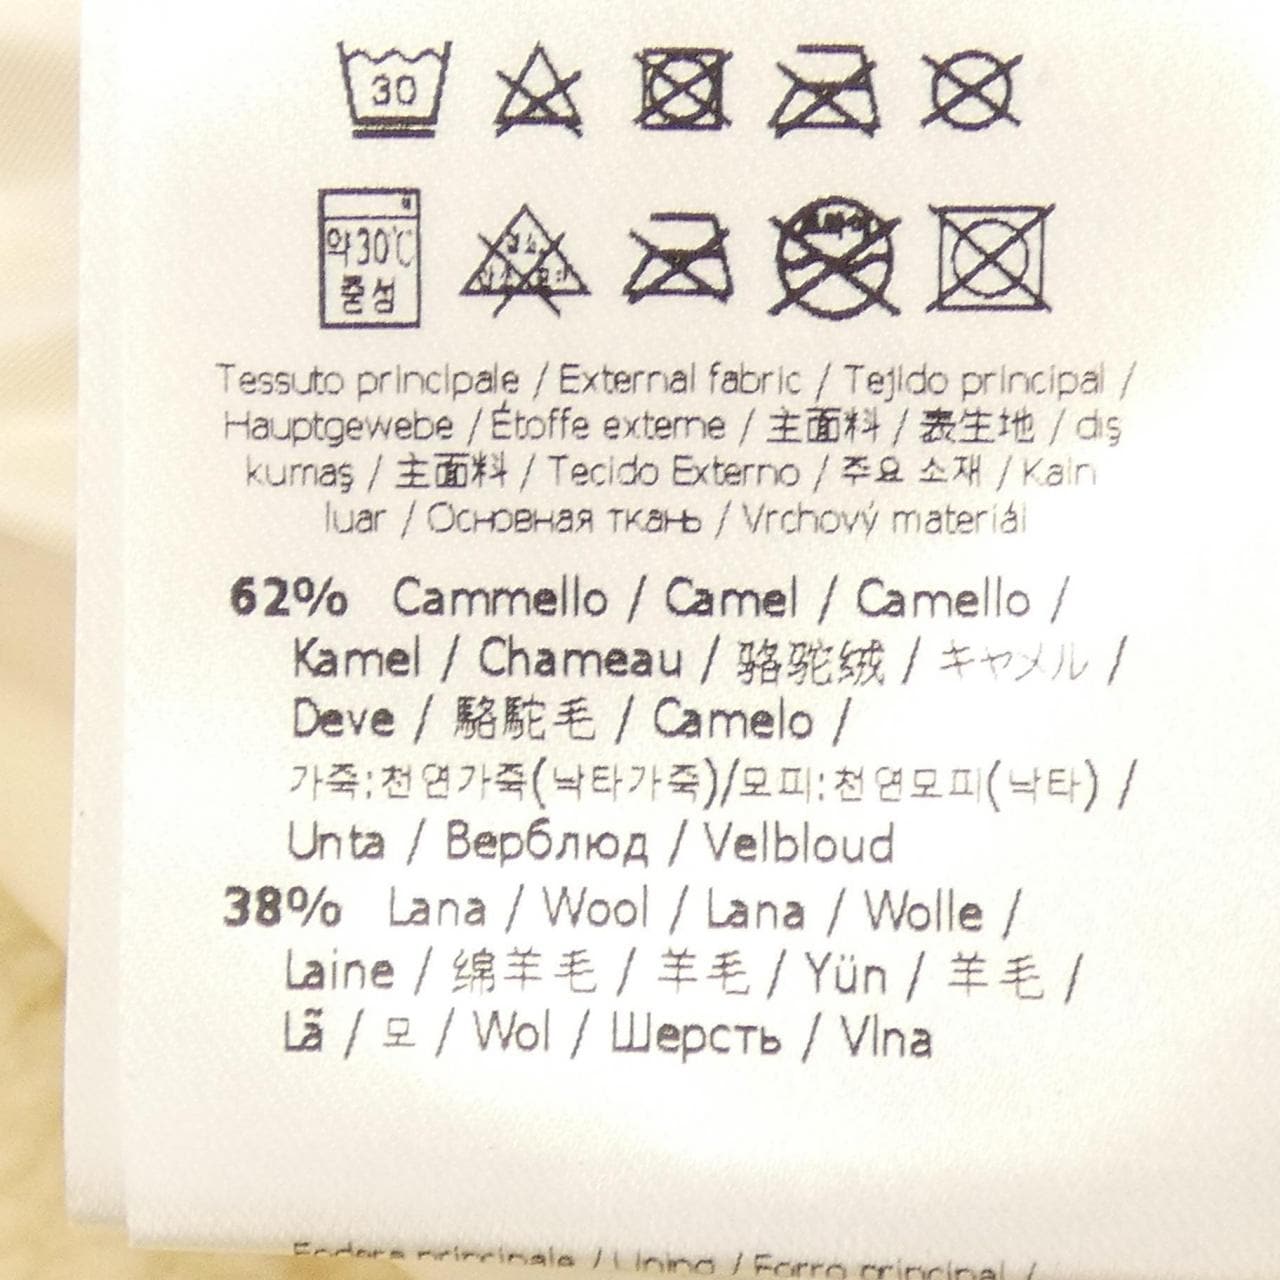 30
약30℃
중성
Tessuto principale / External fabric / Tejido principal /
Hauptgewebe / Étoffe externe / 主面料 / 表生地 / dış
kumaş / 主面料 / Tecido Externo / 주요 소재 / Kain
luar / Основная ткань / Vrchový materiál
62% Cammello / Camel / Camello /
Kamel / Chameau / 骆驼绒 / キャメル /
Deve / 駱駝毛 / Camelo /
가죽:천연가죽(낙타가죽)/모피:천연모피(낙타) /
Unta / Верблюд / Velbloud
38% Lana / Wool / Lana / Wolle /
Laine / 绵羊毛 / 羊毛 / Yün / 羊毛 /
Lã / 모 / Wol / Шерсть / Vlna
Fodera principale / Lining / Forro principal /